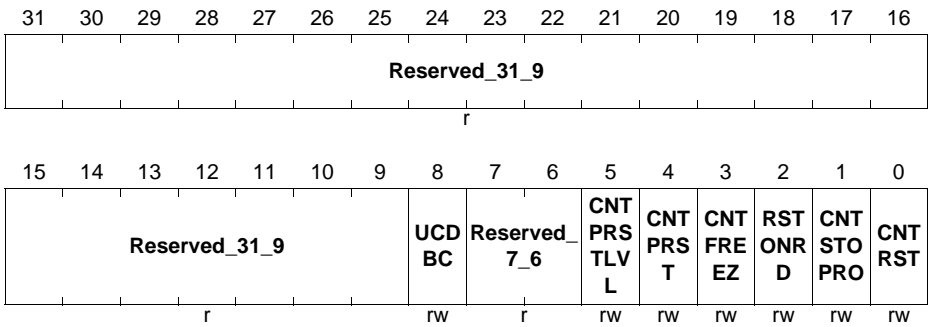 31 30 29 28 27 26 25 24 23 22 21 20 19 18 17 16
Reserved_31_9
r
15 14 13 12 11 10 9 8 7 6 5 4 3 2 1 0
Reserved_31_9
UCD
BC
Reserved_
7_6
CNT
PRS
TLV
L
CNT
PRS
T
CNT
FRE
EZ
RST
ONR
D
CNT
STO
PRO
CNT
RST
r rw r rw rw rw rw rw rw